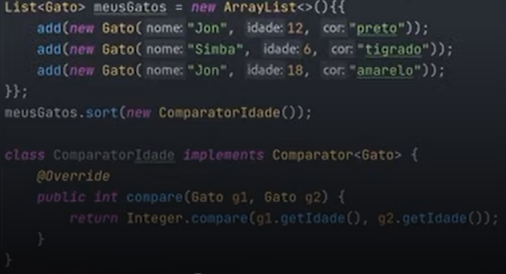 List<Gato> meusGatos = new ArrayList<>(){{
    add(new Gato( nome: "Jon", idade: 12, cor: "preto"));
    add(new Gato( nome: "Simba", idade: 6, cor: "tigrado"));
    add(new Gato( nome: "Jon", idade: 18, cor: "amarelo"));
}};
meusGatos.sort(new ComparatorIdade());
class ComparatorIdade implements Comparator<Gato> {
    @Override
    public int compare(Gato g1, Gato g2) {
        return Integer.compare(g1.getIdade(), g2.getIdade());
    }
}